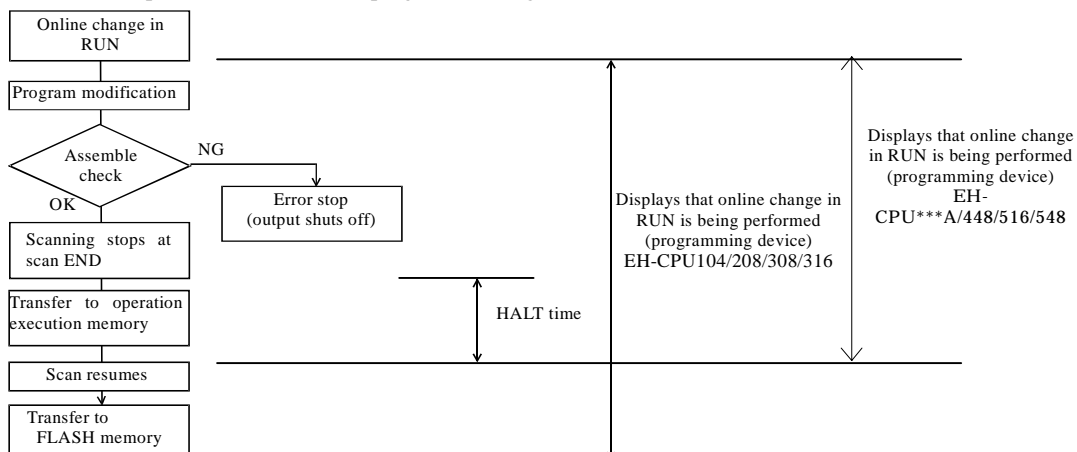 Online change in
RUN
Program modification
Assemble
check
NG
OK
Error stop
(output shuts off)
Scanning stops at
scan END
Transfer to operation
execution memory
Scan resumes
Transfer to
FLASH memory
HALT time
Displays that online change in
RUN is being performed
(programming device)
EH-CPU104/208/308/316
Displays that online change
in RUN is being performed
(programming device)
EH-
CPU***A/448/516/548